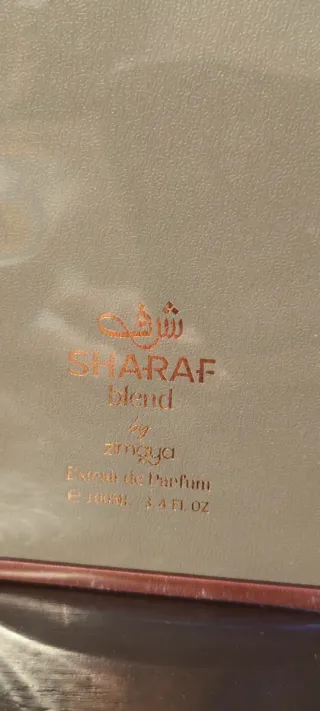 شرف
SHARAF
blend
by
zimaya
Extrait de Parfum
℮ 100ML. 3.4 FL.OZ